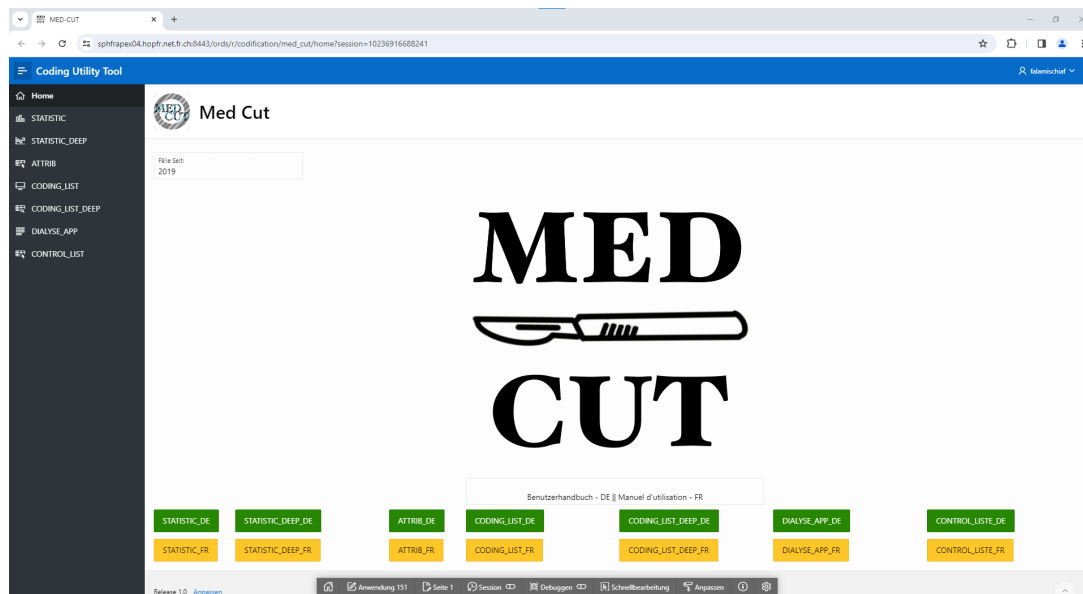 MED-CUT
sphfrapex04.hopfr.net.fr.ch:8443/ords/r/codification/med_cut/home?session=10236916688241
Coding Utility Tool
falamischiaf
Home
STATISTIC
STATISTIC_DEEP
ATTRIB
CODING_LIST
CODING_LIST_DEEP
DIALYSE_APP
CONTROL_LIST
MED CUT
Med Cut
Fälle Seit:
2019
MED
CUT
Benutzerhandbuch - DE || Manuel d'utilisation - FR
STATISTIC_DE STATISTIC_DEEP_DE ATTRIB_DE CODING_LIST_DE CODING_LIST_DEEP_DE DIALYSE_APP_DE CONTROL_LISTE_DE
STATISTIC_FR STATISTIC_DEEP_FR ATTRIB_FR CODING_LIST_FR CODING_LIST_DEEP_FR DIALYSE_APP_FR CONTROL_LISTE_FR
Release 1.0 Anpassen
Anwendung 151 Seite 1 Session Debuggen Schnellbearbeitung Anpassen